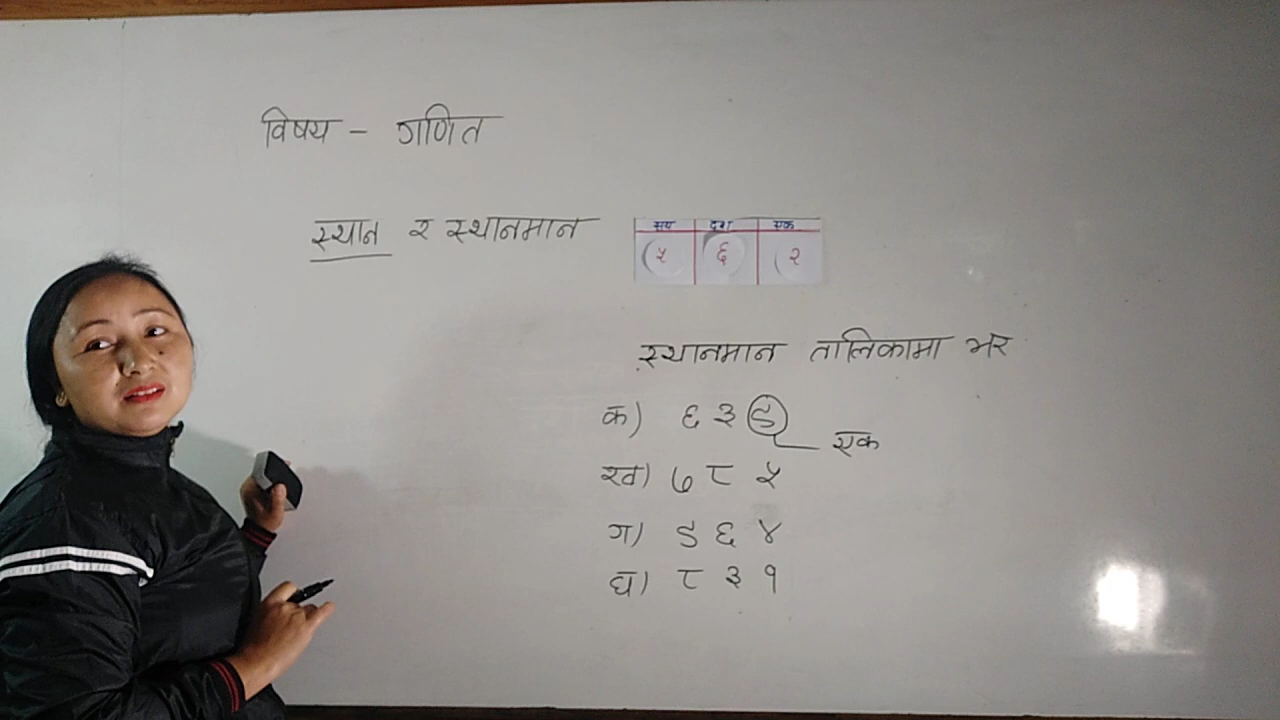 विषय - गणित
स्थान र स्थानमान
सय दश एक
५ ६ २
स्थानमान तालिकामा भर
क) ६ ३ ९
एक
ख) ७ ८ ५
ग) ९ ६ ४
घ) ८ ३ १